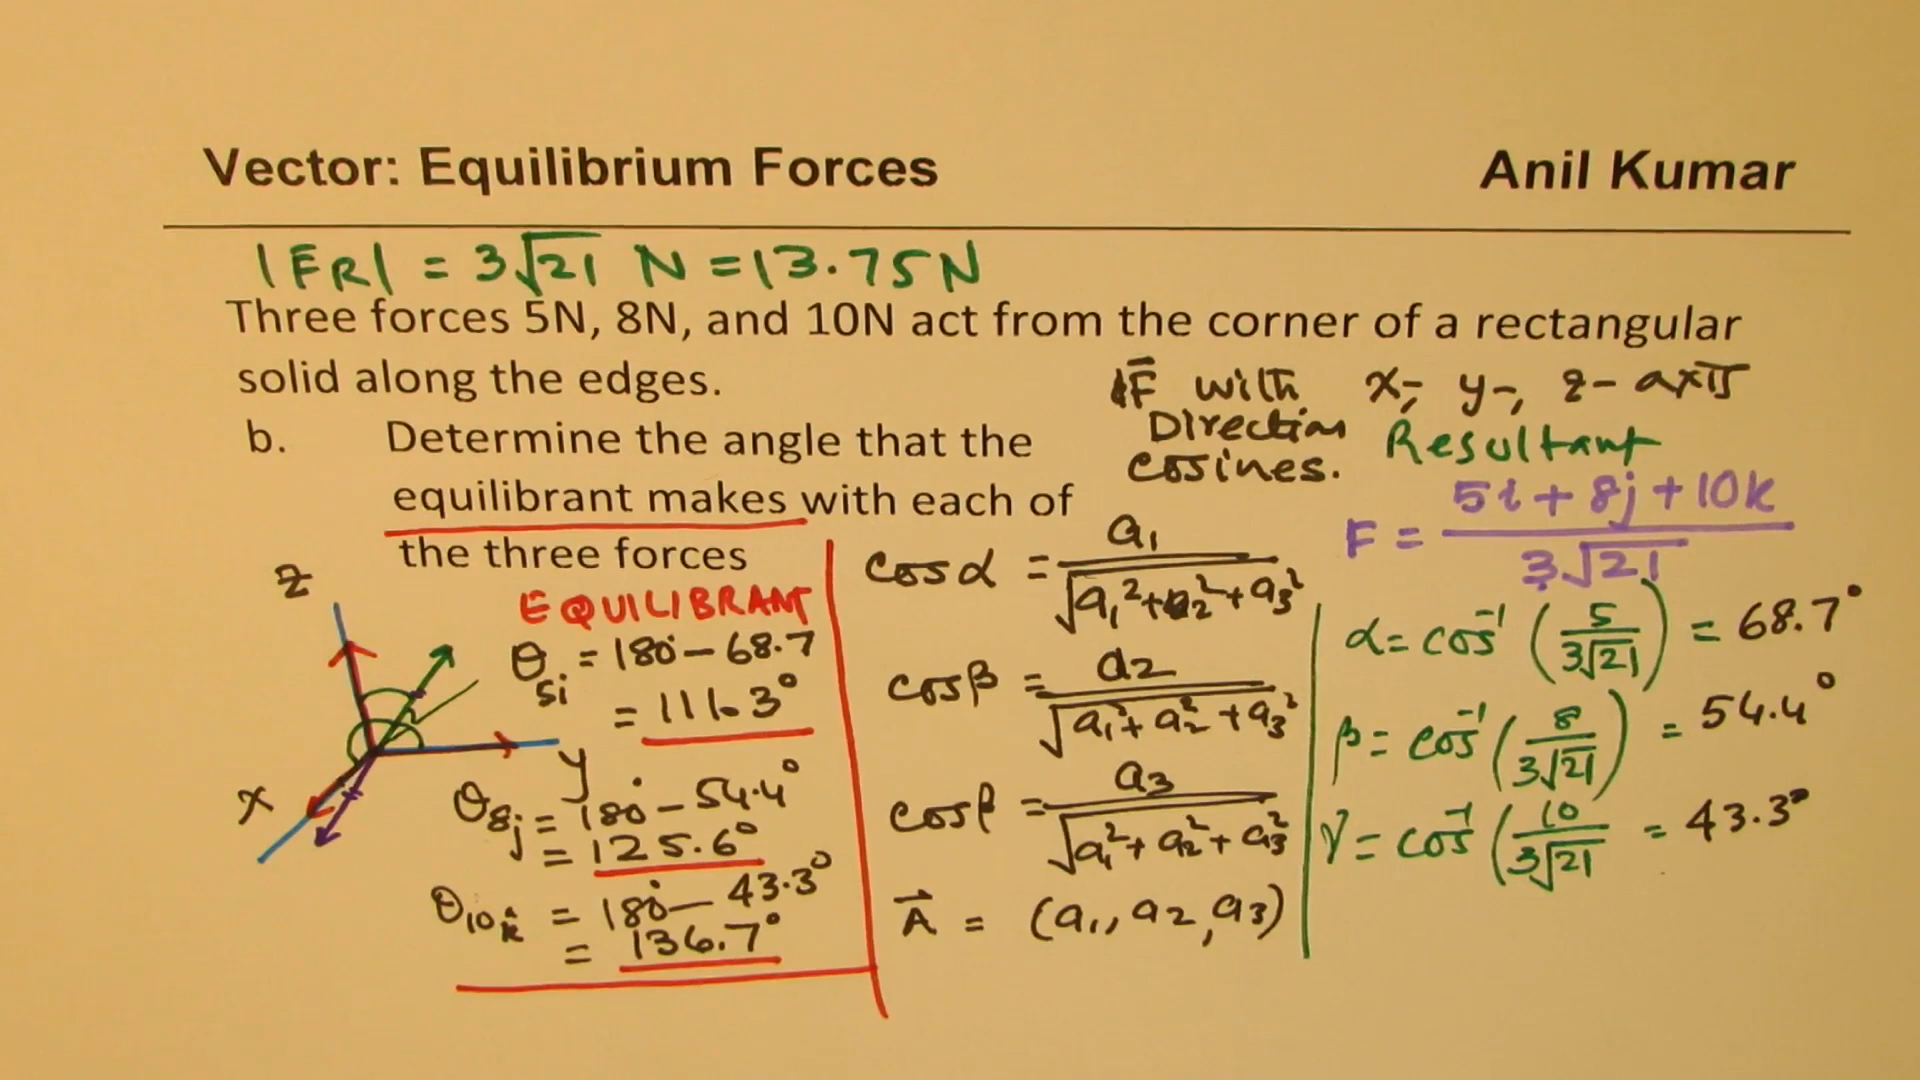 Vector: Equilibrium Forces Anil Kumar
|FR| = 3√21 N = 13.75N
Three forces 5N, 8N, and 10N act from the corner of a rectangular
solid along the edges.
F with x-, y-, z- axis
Direction
cosines.
Resultant
b. Determine the angle that the
equilibrant makes with each of
the three forces
F = (5i + 8j + 10k)/(3√21)
z
y
x
EQUILIBRANT
θ5i = 180° - 68.7
= 111.3°
θ8j = 180° - 54.4°
= 125.6°
θ10k = 180° - 43.3°
= 136.7°
cosα = a1/√(a1² + a2² + a3²)
cosβ = a2/√(a1² + a2² + a3²)
cosβ = a3/√(a1² + a2² + a3²)
A = (a1, a2, a3)
α = cos⁻¹ (5/(3√21)) = 68.7°
β = cos⁻¹ (8/(3√21)) = 54.4°
γ = cos⁻¹ (10/(3√21) = 43.3°